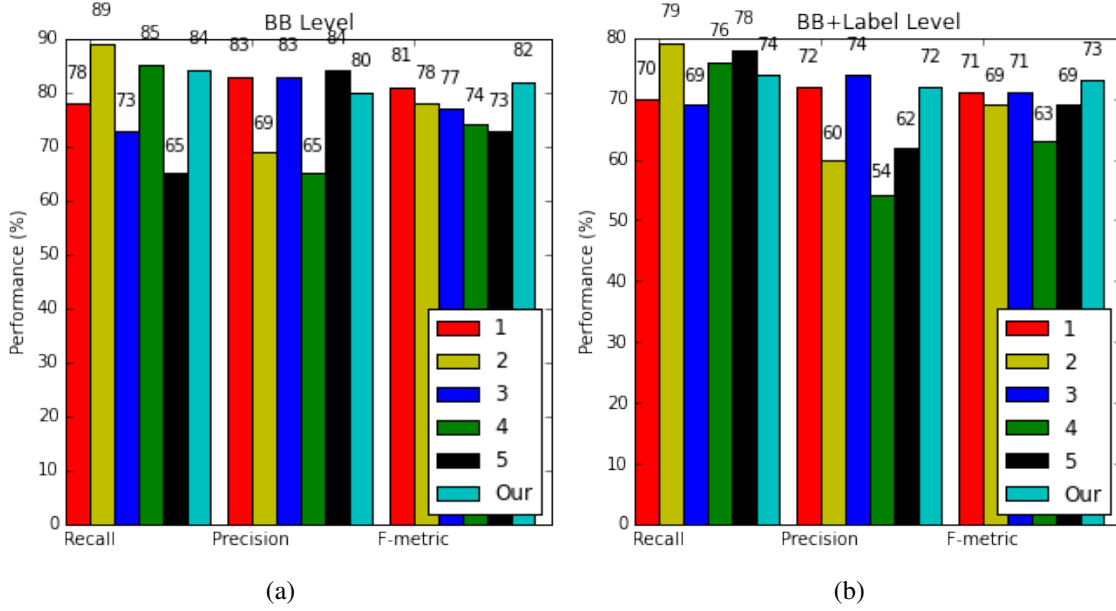 BB Level
90
80
70
60
50
40
30
20
10
0
Performance (%)
78 89 73 85 65 84
83 69 83 65 84 80
81 78 77 74 73 82
Recall Precision F-metric
1
2
3
4
5
Our
(a)
BB+Label Level
80
70
60
50
40
30
20
10
0
Performance (%)
70 79 69 76 78 74
72 60 74 54 62 72
71 69 71 63 69 73
Recall Precision F-metric
1
2
3
4
5
Our
(b)